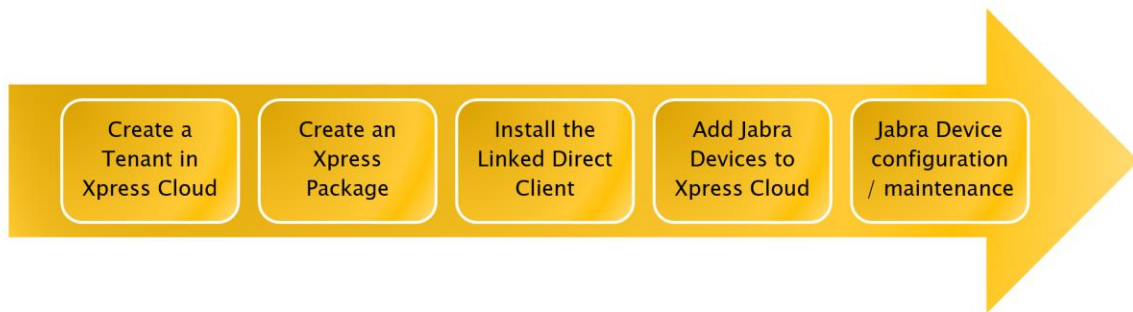 Create a
Tenant in
Xpress Cloud
Create an
Xpress
Package
Install the
Linked Direct
Client
Add Jabra
Devices to
Xpress Cloud
Jabra Device
configuration
/ maintenance